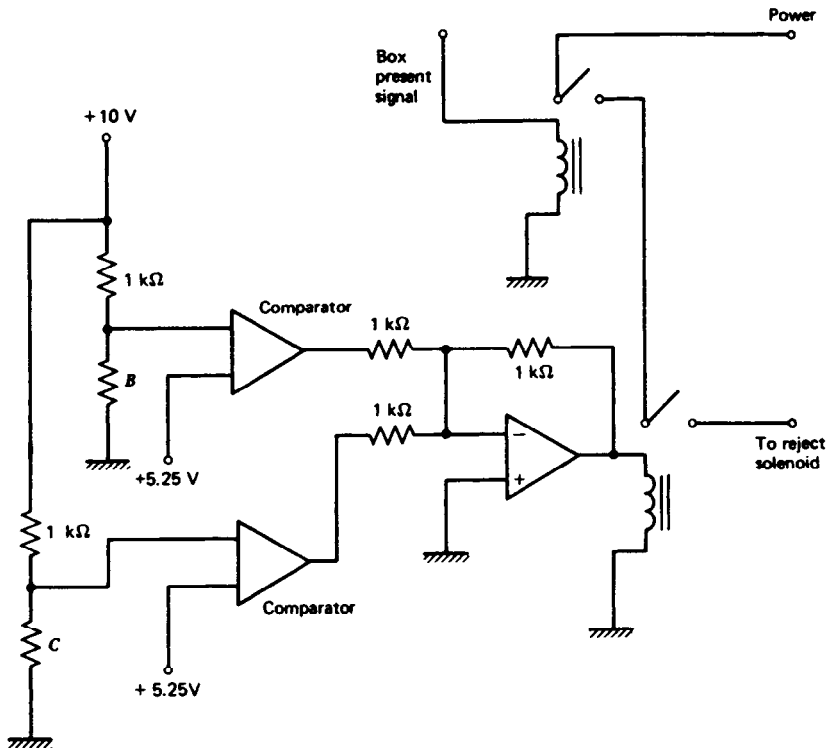 Power
Box
present
signal
+10 V
1 kΩ
Comparator
1 kΩ
1 kΩ
B
1 kΩ
+5.25 V
To reject
solenoid
−
+
1 kΩ
Comparator
C
+ 5.25V